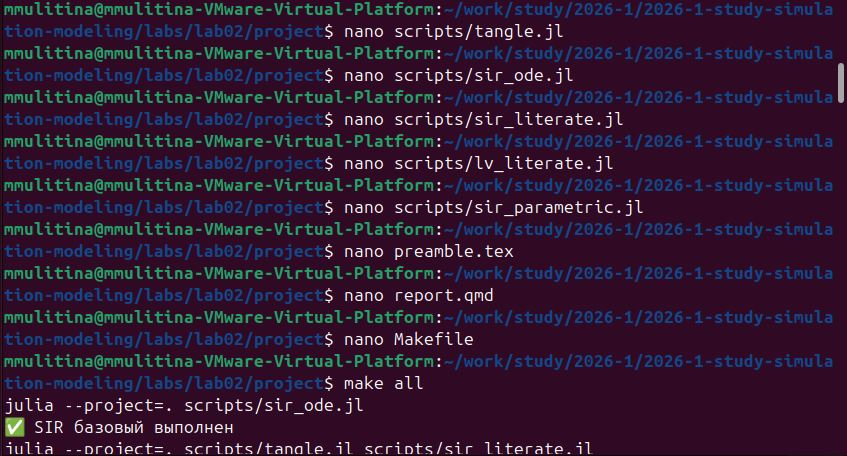 mmulitina@mmulitina-VMware-Virtual-Platform:~/work/study/2026-1/2026-1-study-simula
tion-modeling/labs/lab02/project$ nano scripts/tangle.jl
mmulitina@mmulitina-VMware-Virtual-Platform:~/work/study/2026-1/2026-1-study-simula
tion-modeling/labs/lab02/project$ nano scripts/sir_ode.jl
mmulitina@mmulitina-VMware-Virtual-Platform:~/work/study/2026-1/2026-1-study-simula
tion-modeling/labs/lab02/project$ nano scripts/sir_literate.jl
mmulitina@mmulitina-VMware-Virtual-Platform:~/work/study/2026-1/2026-1-study-simula
tion-modeling/labs/lab02/project$ nano scripts/lv_literate.jl
mmulitina@mmulitina-VMware-Virtual-Platform:~/work/study/2026-1/2026-1-study-simula
tion-modeling/labs/lab02/project$ nano scripts/sir_parametric.jl
mmulitina@mmulitina-VMware-Virtual-Platform:~/work/study/2026-1/2026-1-study-simula
tion-modeling/labs/lab02/project$ nano preamble.tex
mmulitina@mmulitina-VMware-Virtual-Platform:~/work/study/2026-1/2026-1-study-simula
tion-modeling/labs/lab02/project$ nano report.qmd
mmulitina@mmulitina-VMware-Virtual-Platform:~/work/study/2026-1/2026-1-study-simula
tion-modeling/labs/lab02/project$ nano Makefile
mmulitina@mmulitina-VMware-Virtual-Platform:~/work/study/2026-1/2026-1-study-simula
tion-modeling/labs/lab02/project$ make all
julia --project=. scripts/sir_ode.jl
✅ SIR базовый выполнен
julia --project=. scripts/tangle.jl scripts/sir_literate.jl